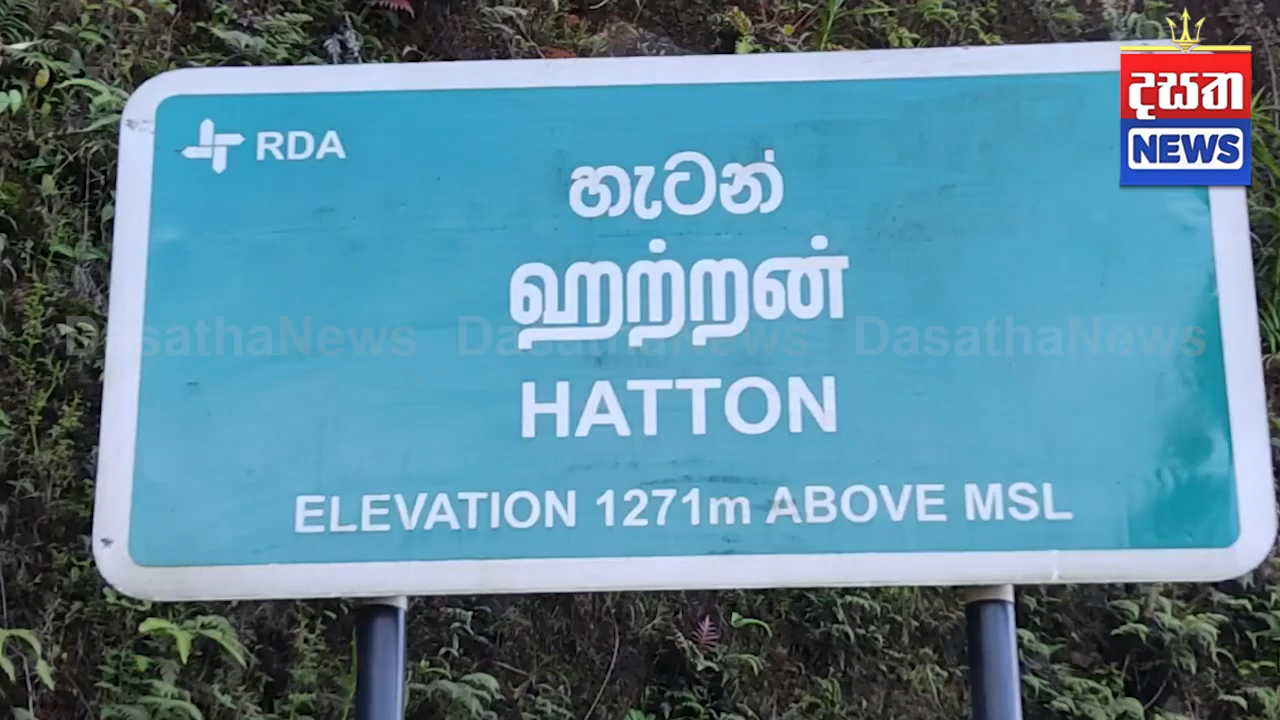 RDA
හැටන්
ஹற்றன்
HATTON
ELEVATION 1271m ABOVE MSL
දසත
NEWS
DasathaNews DasathaNews DasathaNews